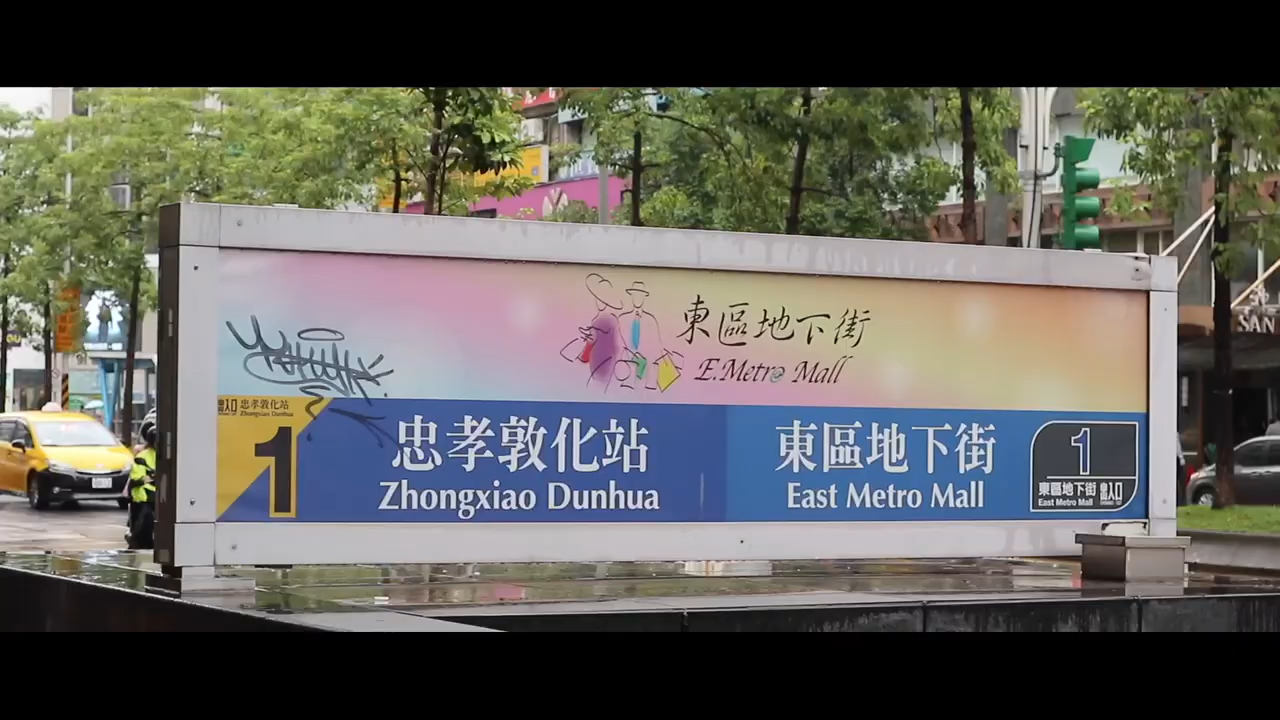 東區地下街
E.Metro Mall
出入口 忠孝敦化站
Zhongxiao Dunhua
1
忠孝敦化站
Zhongxiao Dunhua
東區地下街
East Metro Mall
1
東區地下街 出入口
East Metro Mall
SAN